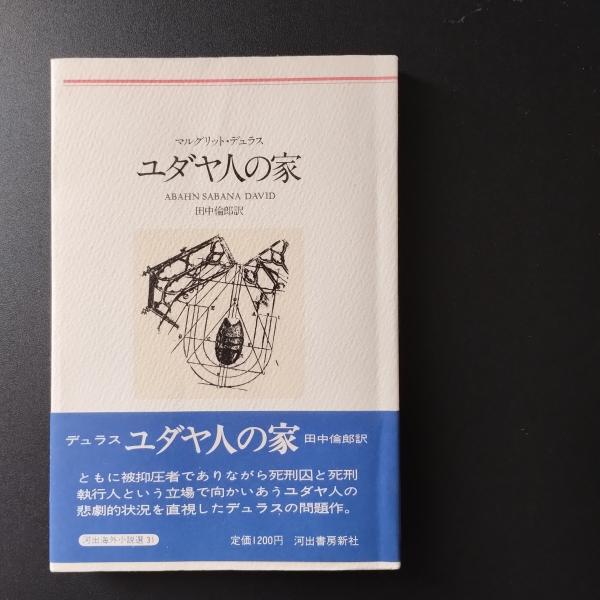 マルグリット・デュラス
ユダヤ人の家
ABAHN SABANA DAVID
田中倫郎訳
デュラス ユダヤ人の家 田中倫郎訳
ともに被抑圧者でありながら死刑囚と死刑
執行人という立場で向かいあうユダヤ人の
悲劇的状況を直視したデュラスの問題作。
河出海外小説選 31 定価1200円 河出書房新社